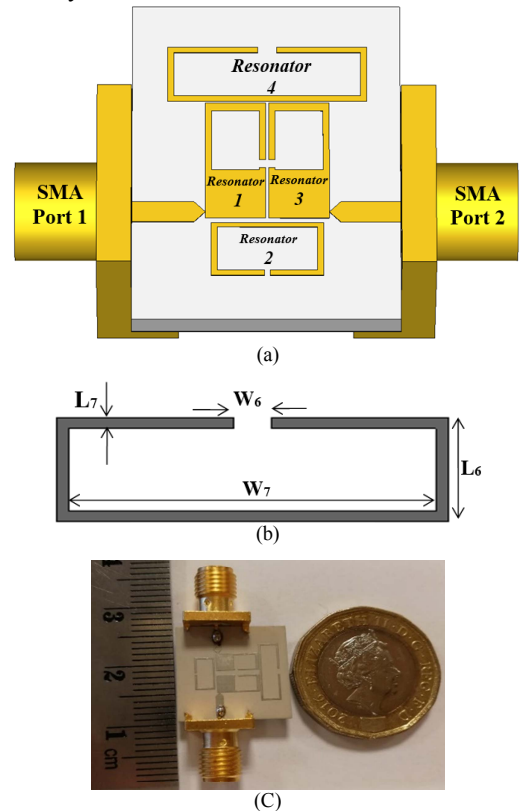 Resonator
4
Resonator
1
Resonator
3
SMA
Port 1
SMA
Port 2
Resonator
2
(a)
L7
W6
W7
L6
(b)
4
3
2
1 cm
(C)